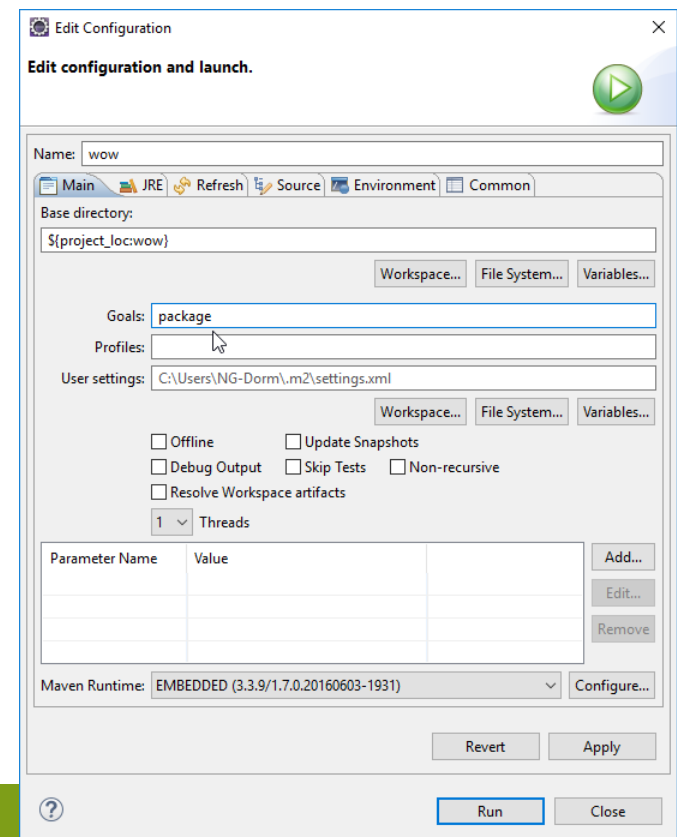 Edit Configuration
Edit configuration and launch.
Name: wow
Main JRE Refresh Source Environment Common
Base directory:
${project_loc:wow}
Workspace... File System... Variables...
Goals: package
Profiles:
User settings: C:\Users\NG-Dorm\.m2\settings.xml
Workspace... File System... Variables...
Offline Update Snapshots
Debug Output Skip Tests Non-recursive
Resolve Workspace artifacts
1 Threads
Parameter Name Value Add...
Edit...
Remove
Maven Runtime: EMBEDDED (3.3.9/1.7.0.20160603-1931) Configure...
Revert Apply
? Run Close